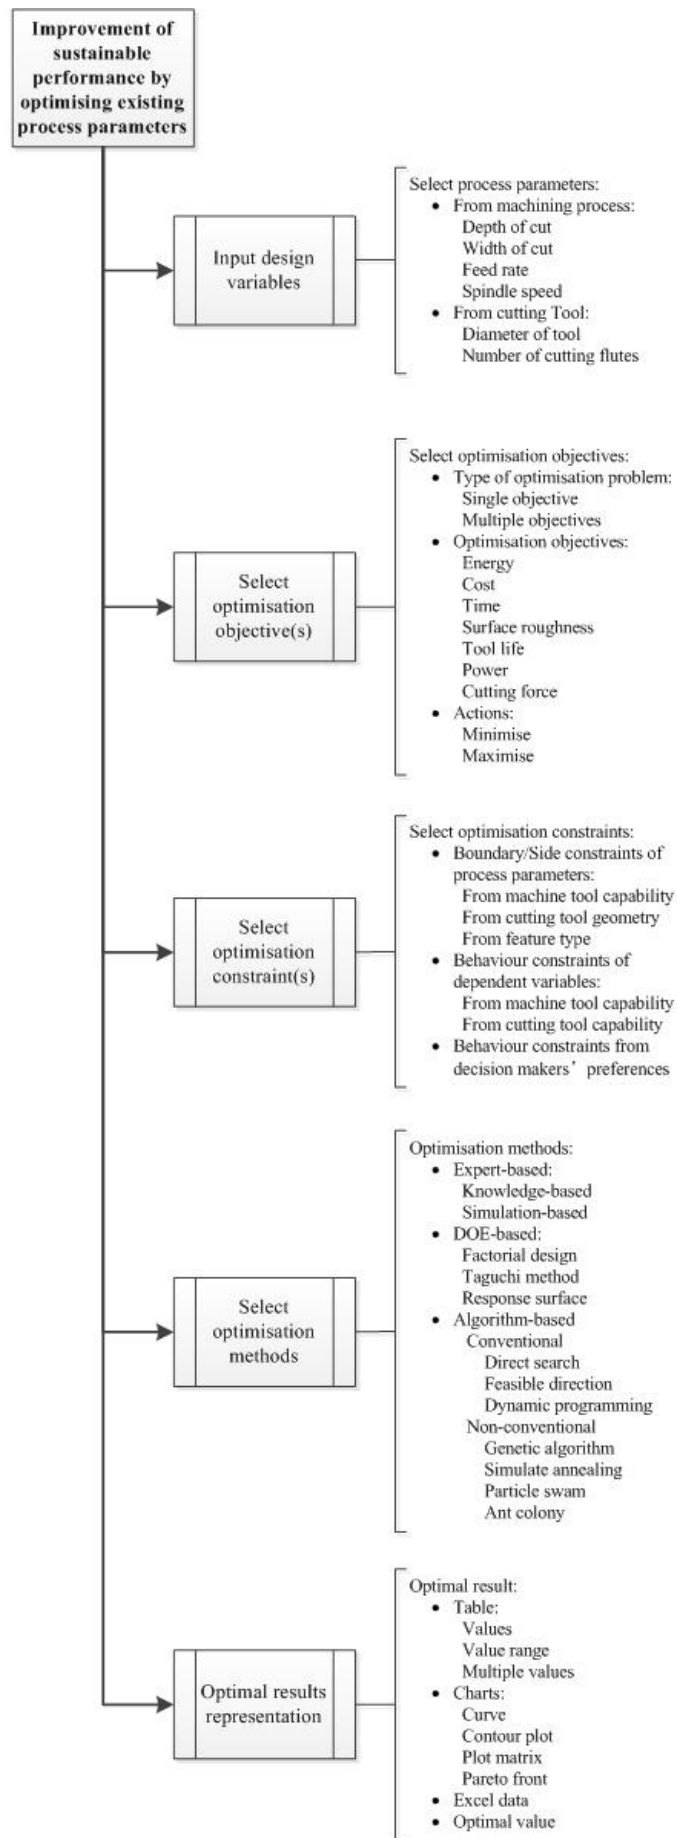 Improvement of
sustainable
performance by
optimising existing
process parameters
Input design
variables
Select process parameters:
• From machining process:
Depth of cut
Width of cut
Feed rate
Spindle speed
• From cutting Tool:
Diameter of tool
Number of cutting flutes
Select
optimisation
objective(s)
Select optimisation objectives:
• Type of optimisation problem:
Single objective
Multiple objectives
• Optimisation objectives:
Energy
Cost
Time
Surface roughness
Tool life
Power
Cutting force
• Actions:
Minimise
Maximise
Select
optimisation
constraint(s)
Select optimisation constraints:
• Boundary/Side constraints of
process parameters:
From machine tool capability
From cutting tool geometry
From feature type
• Behaviour constraints of
dependent variables:
From machine tool capability
From cutting tool capability
• Behaviour constraints from
decision makers’ preferences
Select
optimisation
methods
Optimisation methods:
• Expert-based:
Knowledge-based
Simulation-based
• DOE-based:
Factorial design
Taguchi method
Response surface
• Algorithm-based
Conventional
Direct search
Feasible direction
Dynamic programming
Non-conventional
Genetic algorithm
Simulate annealing
Particle swam
Ant colony
Optimal results
representation
Optimal result:
• Table:
Values
Value range
Multiple values
• Charts:
Curve
Contour plot
Plot matrix
Pareto front
• Excel data
• Optimal value